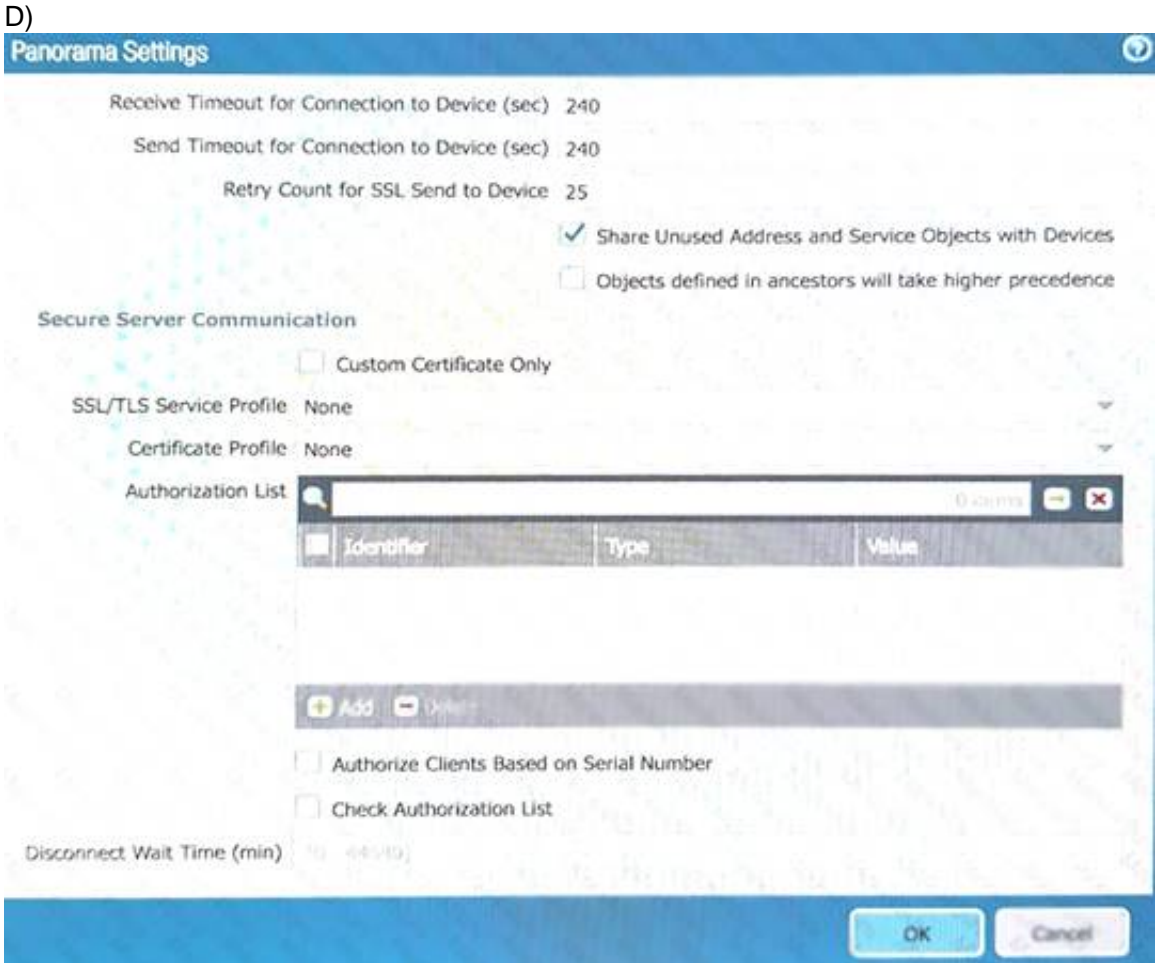 D)
Panorama Settings
Receive Timeout for Connection to Device (sec) 240
Send Timeout for Connection to Device (sec) 240
Retry Count for SSL Send to Device 25
Share Unused Address and Service Objects with Devices
Objects defined in ancestors will take higher precedence
Secure Server Communication
Custom Certificate Only
SSL/TLS Service Profile None
Certificate Profile None
Authorization List
0 items
Identifier Type Value
Add Delete
Authorize Clients Based on Serial Number
Check Authorization List
Disconnect Wait Time (min)
OK Cancel